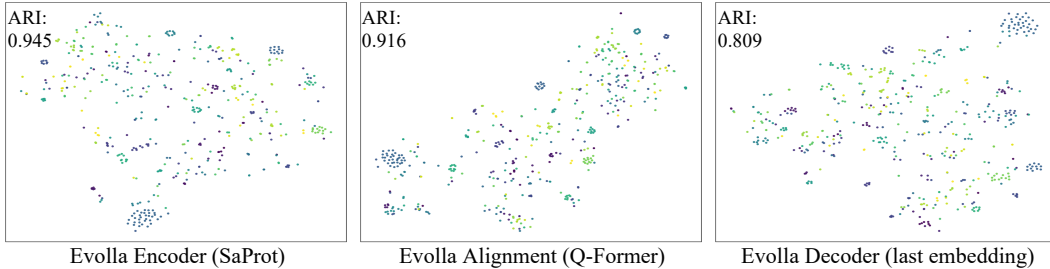 ARI:
0.945
ARI:
0.916
ARI:
0.809
Evolla Encoder (SaProt)
Evolla Alignment (Q-Former)
Evolla Decoder (last embedding)